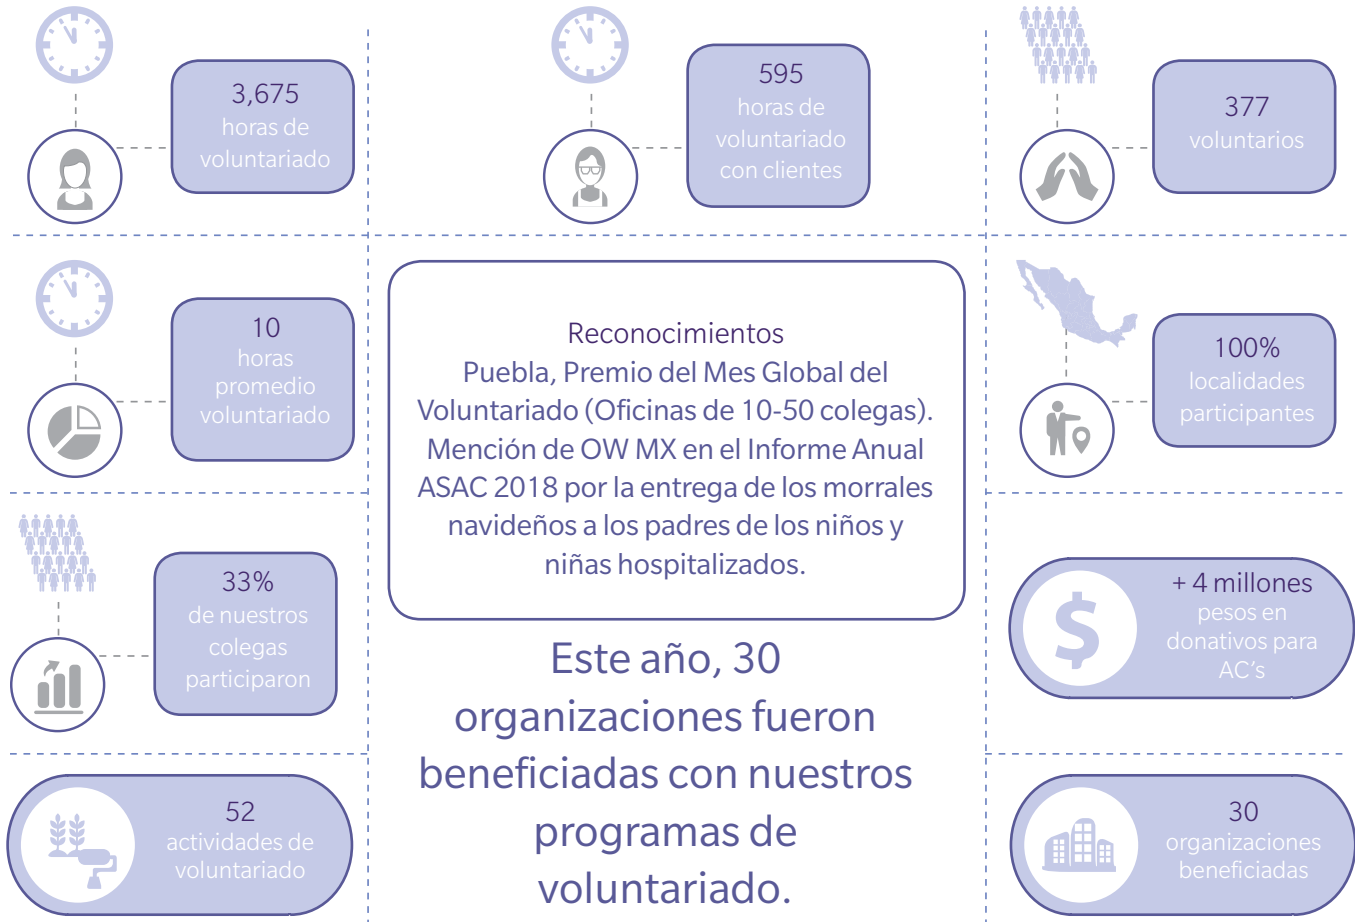 3,675
horas de
voluntariado
595
horas de
voluntariado
con clientes
377
voluntarios
10
horas
promedio
voluntariado
Reconocimientos
Puebla, Premio del Mes Global del
Voluntariado (Oficinas de 10-50 colegas).
Mención de OW MX en el Informe Anual
ASAC 2018 por la entrega de los morrales
navideños a los padres de los niños y
niñas hospitalizados.
100%
localidades
participantes
33%
de nuestros
colegas
participaron
Este año, 30
organizaciones fueron
beneficiadas con nuestros
programas de
voluntariado.
$
+ 4 millones
pesos en
donativos para
AC's
52
actividades de
voluntariado
30
organizaciones
beneficiadas